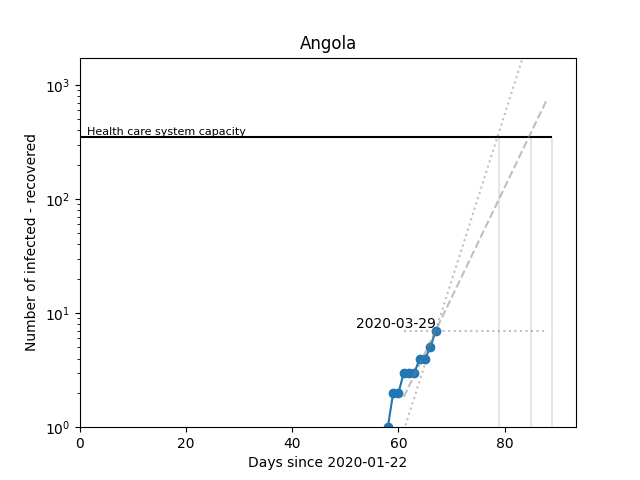 Angola
Number of infected - recovered
10³
10²
10¹
10⁰
Health care system capacity
2020-03-29
0
20
40
60
80
Days since 2020-01-22